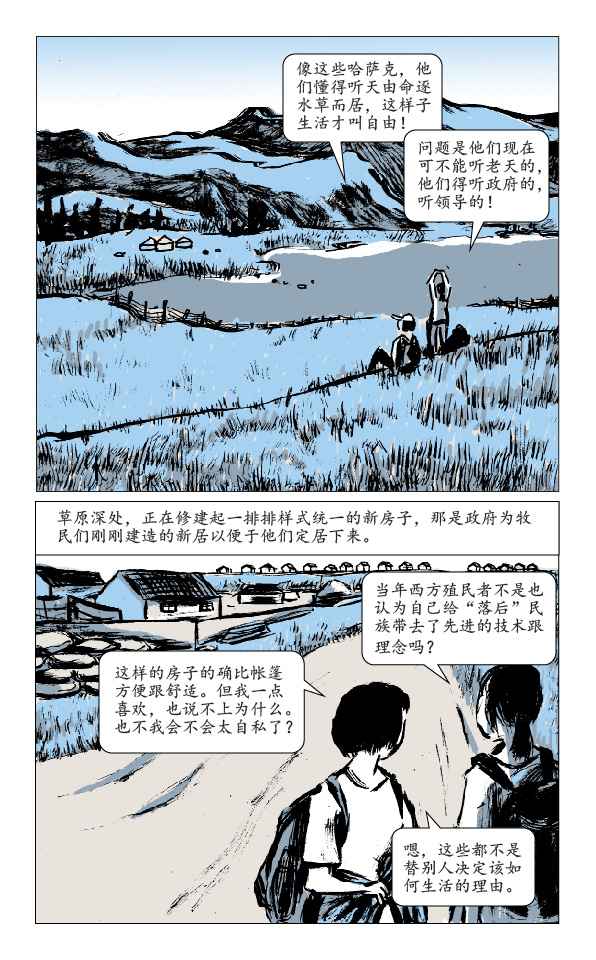 像这些哈萨克，他
们懂得听天由命逐
水草而居，这样子
生活才叫自由！
问题是他们现在
可不能听老天的，
他们得听政府的，
听领导的！
草原深处，正在修建起一排排样式统一的新房子，那是政府为牧
民们刚刚建造的新居以便于他们定居下来。
当年西方殖民者不是也
认为自己给“落后”民
族带去了先进的技术跟
理念吗？
这样的房子的确比帐篷
方便跟舒适。但我一点
喜欢，也说不上为什么。
也不我会不会太自私了？
嗯，这些都不是
替别人决定该如
何生活的理由。